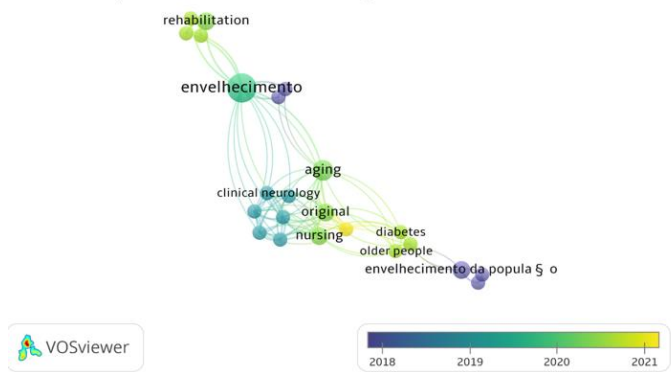 rehabilitation
envelhecimento
aging
clinical neurology
original
nursing
diabetes
older people
envelhecimento da popula § o
VOSviewer
2018 2019 2020 2021